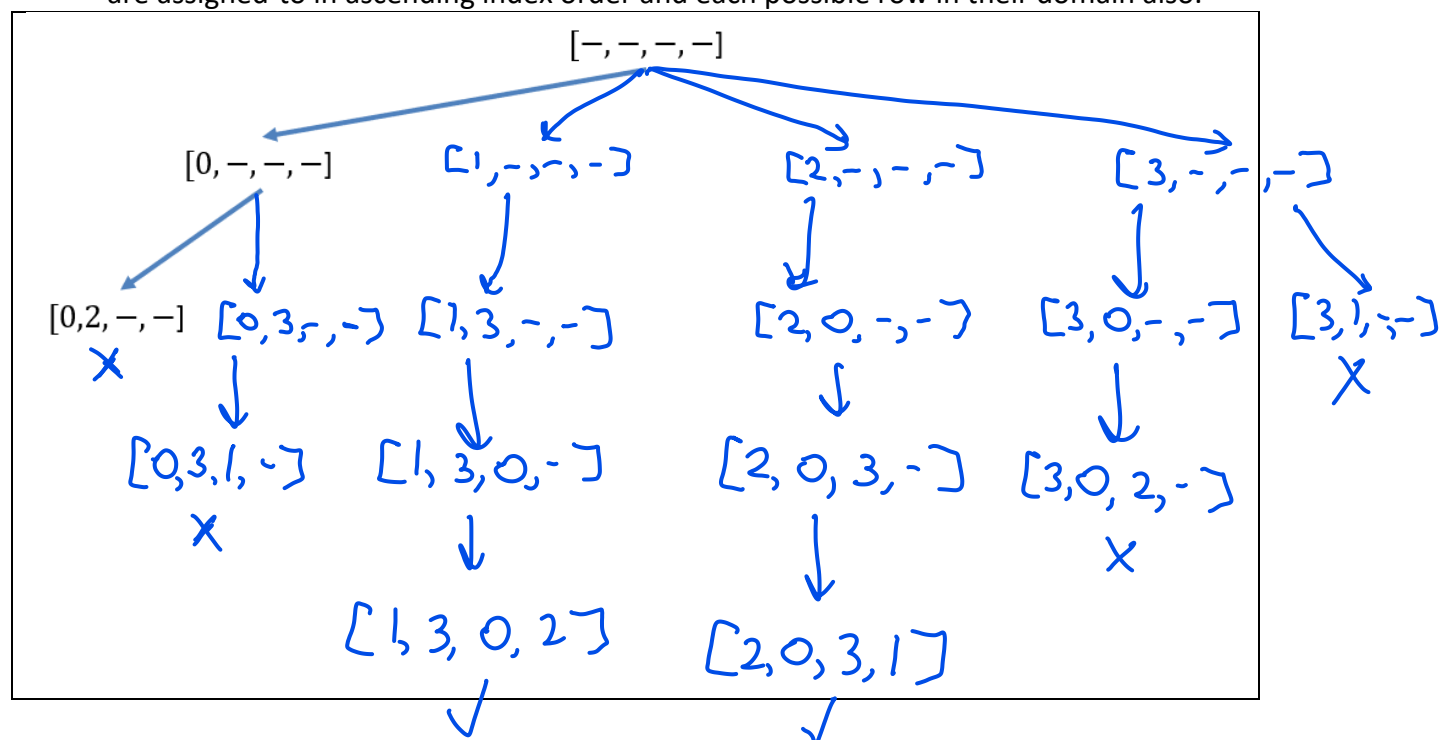 are assigned to in ascending index order and each possible row in their domain also.
[−, −, −, −]
[0, −, −, −] [1,-,-,-] [2,-,-,-] [3,-,-,-]
[0,2, −, −] [0,3,-,-] [1,3,-,-] [2,0,-,-] [3,0,-,-] [3,1,-,-]
X X
[0,3,1,-] [1,3,0,-] [2,0,3,-] [3,0,2,-]
X X
[1,3,0,2] [2,0,3,1]
✓ ✓